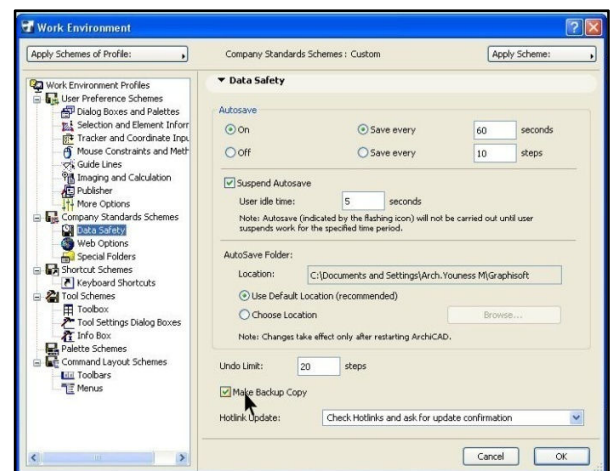 Work Environment
Apply Schemes of Profile:
Company Standards Schemes : Custom
Apply Scheme:
Work Environment Profiles
User Preference Schemes
Dialog Boxes and Palettes
Selection and Element Inforr
Tracker and Coordinate Inpu
Mouse Constraints and Meth
Guide Lines
Imaging and Calculation
Publisher
More Options
Company Standards Schemes
Data Safety
Web Options
Special Folders
Shortcut Schemes
Keyboard Shortcuts
Tool Schemes
Toolbox
Tool Settings Dialog Boxes
Info Box
Palette Schemes
Command Layout Schemes
Toolbars
Menus
Data Safety
Autosave
On
Save every 60 seconds
Off
Save every 10 steps
Suspend Autosave
User idle time: 5 seconds
Note: Autosave (indicated by the flashing icon) will not be carried out until user
suspends work for the specified time period.
AutoSave Folder:
Location: C:\Documents and Settings\Arch.Youness M\Graphisoft
Use Default Location (recommended)
Choose Location Browse...
Note: Changes take effect only after restarting ArchiCAD.
Undo Limit: 20 steps
Make Backup Copy
Hotlink Update: Check Hotlinks and ask for update confirmation
Cancel OK